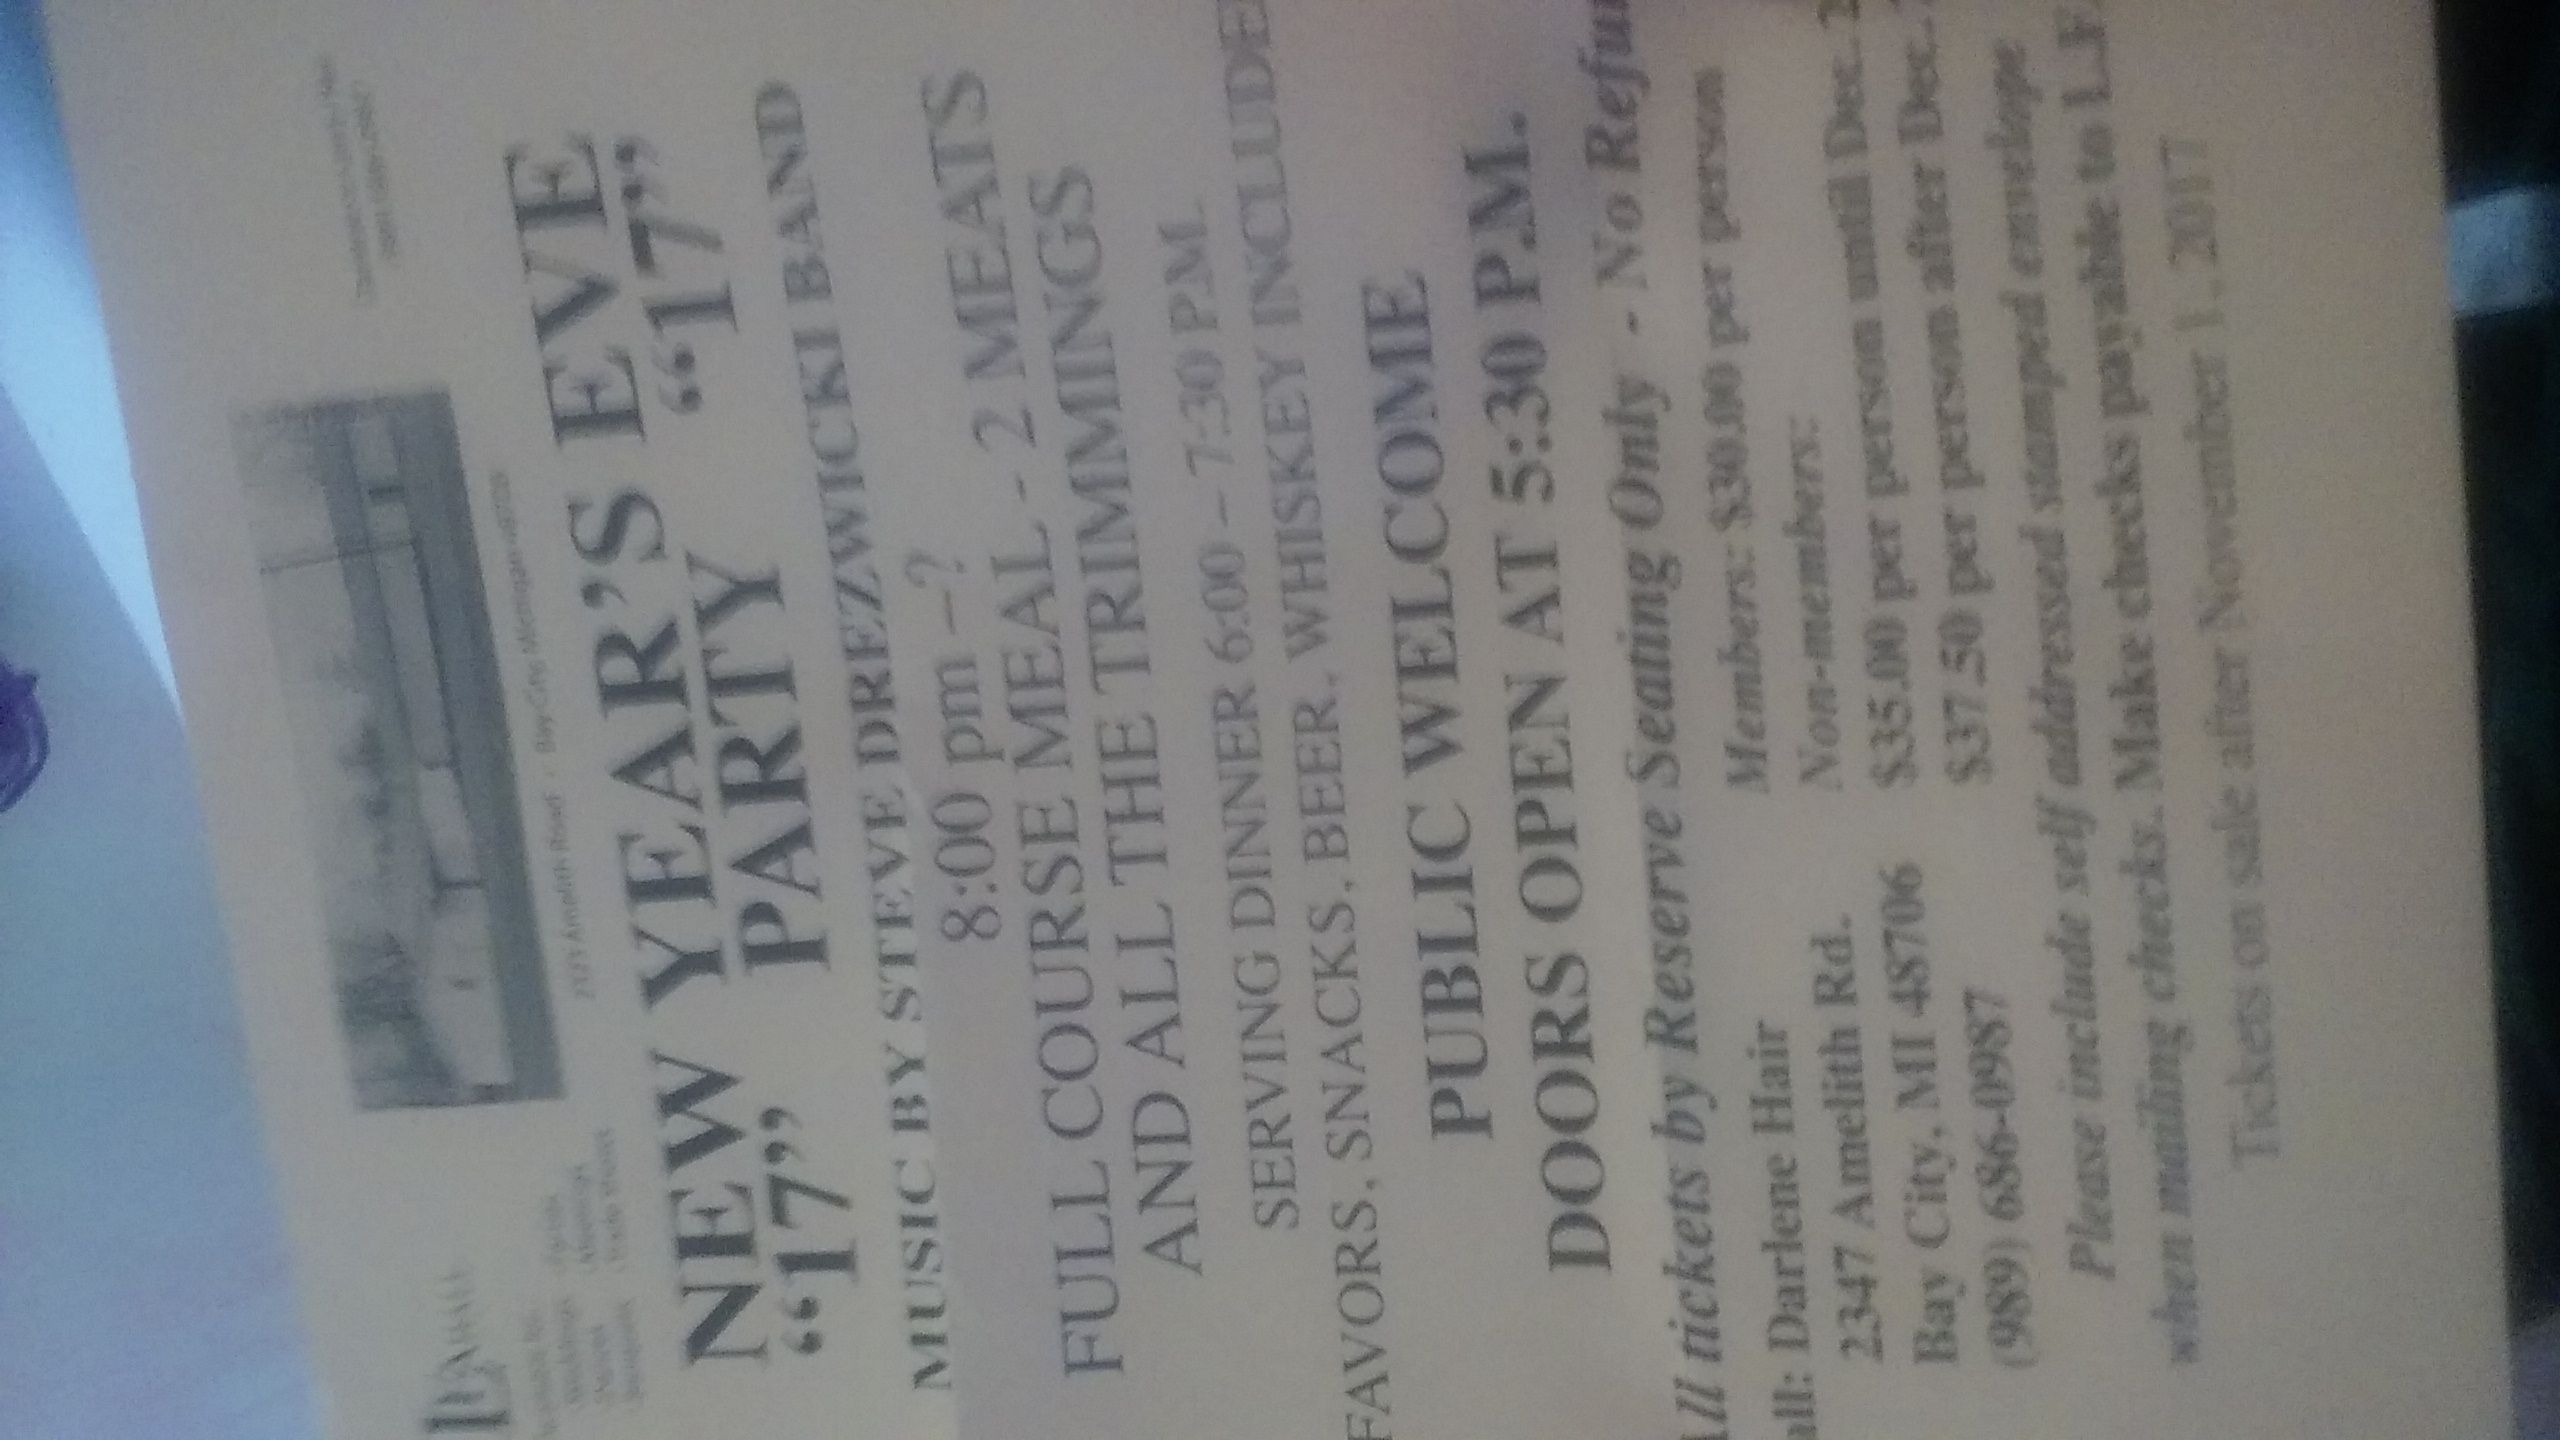 NEW YEAR'S EVE
"17" PARTY "17"
MUSIC BY STEVE DREZWICKI BAND
8:00 pm –?
FULL COURSE MEAL - 2 MEATS
AND ALL THE TRIMMINGS
SERVING DINNER 6:00 – 7:30 P.M.
FAVORS, SNACKS, BEER, WHISKEY INCLUDE
PUBLIC WELCOME
DOORS OPEN AT 5:30 P.M.
All tickets by Reserve Seating Only - No Refun
all: Darlene Hair
Members: $30.00 per person
2347 Amelith Rd.
Non-members:
Bay City, MI 48706
$35.00 per person until Dec. 2
(989) 686-0987
$37.50 per person after Dec.
Please include self addressed stamped envelope
when mailing checks. Make checks payable to L.F.
Tickets on sale after November 1, 2017